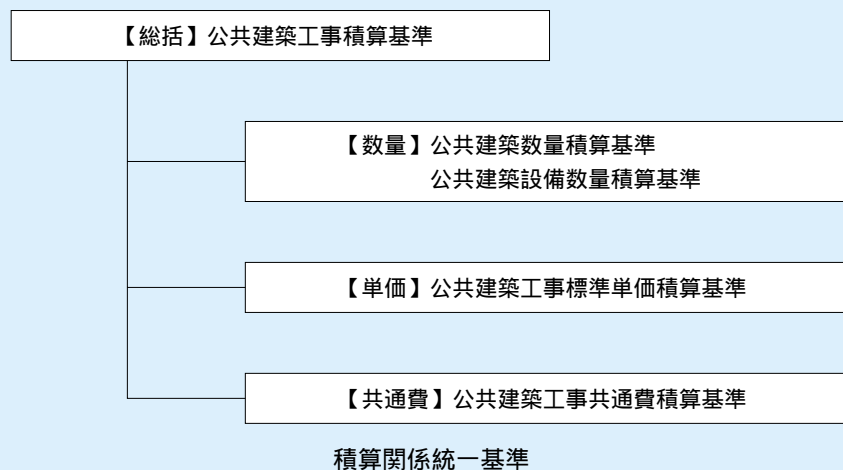 【総括】公共建築工事積算基準
【数量】公共建築数量積算基準
公共建築設備数量積算基準
【単価】公共建築工事標準単価積算基準
【共通費】公共建築工事共通費積算基準
積算関係統一基準